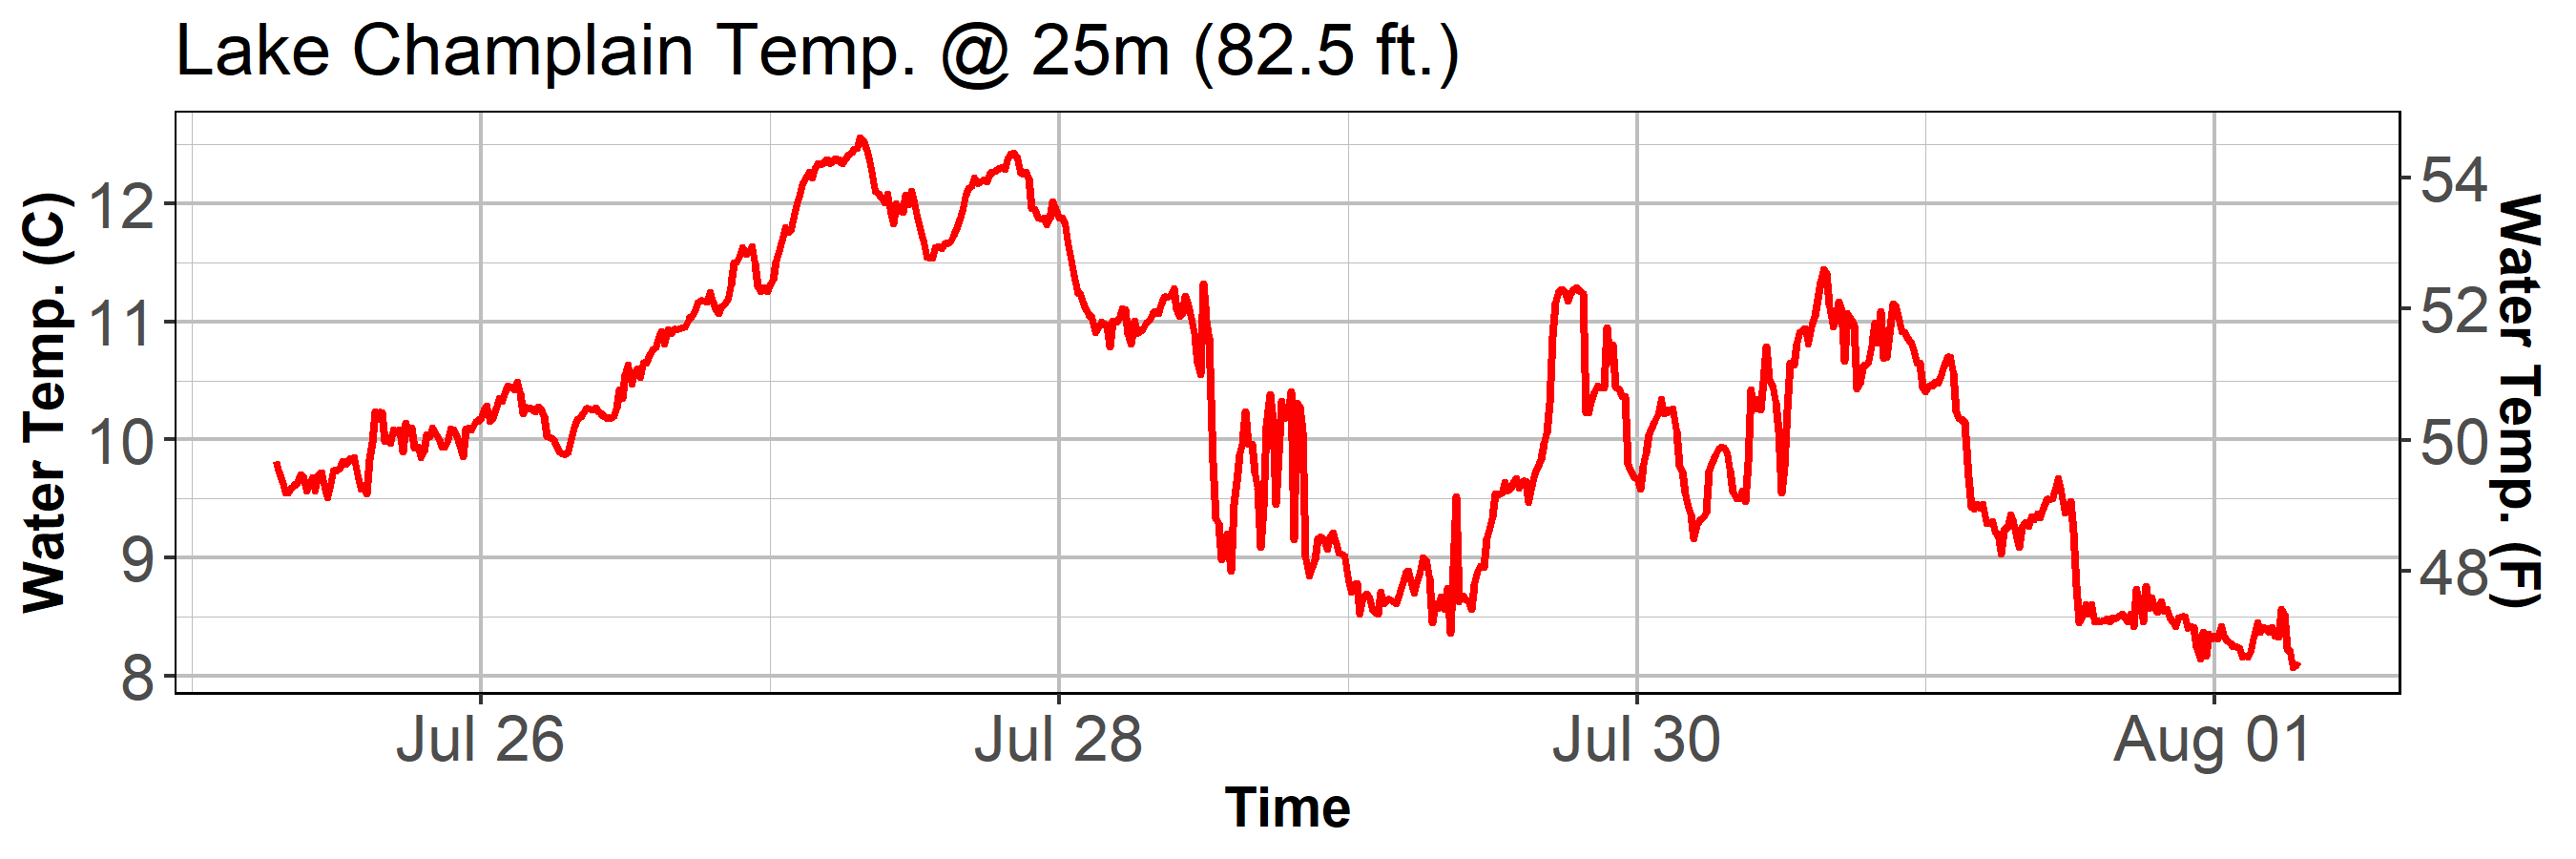 Lake Champlain Temp. @ 25m (82.5 ft.)
Water Temp. (C)
12
11
10
9
8
54
52
50
48
Water Temp. (F)
Jul 26 Jul 28 Jul 30 Aug 01
Time